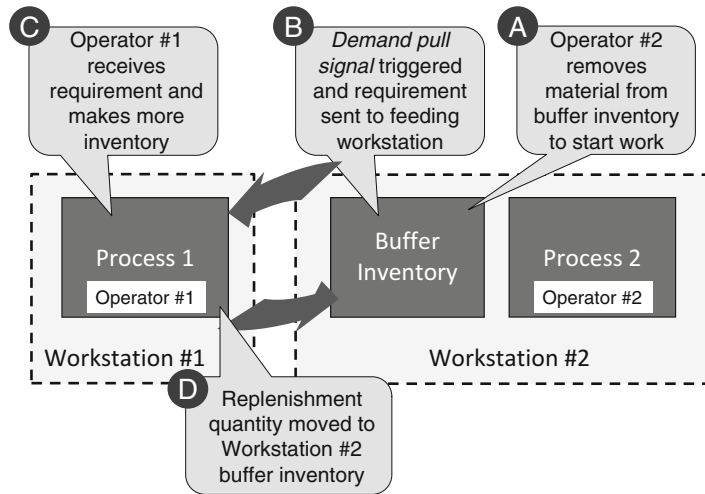 C
Operator #1
receives
requirement and
makes more
inventory
B
Demand pull
signal triggered
and requirement
sent to feeding
workstation
A
Operator #2
removes
material from
buffer inventory
to start work
Process 1
Operator #1
Buffer
Inventory
Process 2
Operator #2
Workstation #1
Workstation #2
D
Replenishment
quantity moved to
Workstation #2
buffer inventory